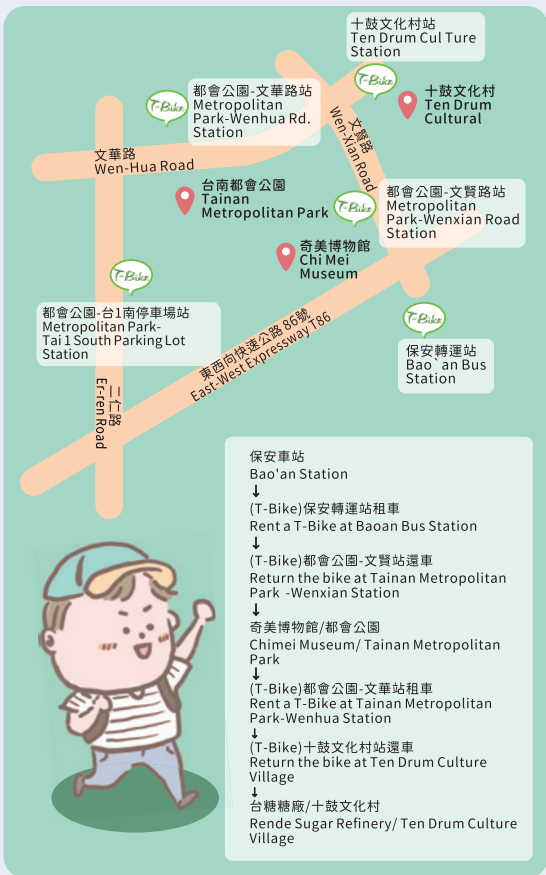 十鼓文化村站
Ten Drum Cul Ture
Station
T-Bike
十鼓文化村
Ten Drum
Cultural
都會公園-文華路站
Metropolitan
Park-Wenhua Rd.
Station
T-Bike
文賢路
Wen-Xian Road
文華路
Wen-Hua Road
台南都會公園
Tainan
Metropolitan Park
都會公園-文賢路站
Metropolitan
Park-Wenxian Road
Station
T-Bike
奇美博物館
Chi Mei
Museum
T-Bike
都會公園-台1南停車場站
Metropolitan Park-
Tai 1 South Parking Lot
Station
東西向快速公路 86號
East-West Expressway T86
T-Bike
保安轉運站
Bao`an Bus
Station
二仁路
Er-ren Road
保安車站
Bao'an Station
↓
(T-Bike)保安轉運站租車
Rent a T-Bike at Baoan Bus Station
↓
(T-Bike)都會公園-文賢站還車
Return the bike at Tainan Metropolitan
Park -Wenxian Station
↓
奇美博物館/都會公園
Chimei Museum/ Tainan Metropolitan
Park
↓
(T-Bike)都會公園-文華站租車
Rent a T-Bike at Tainan Metropolitan
Park-Wenhua Station
↓
(T-Bike)十鼓文化村站還車
Return the bike at Ten Drum Culture
Village
↓
台糖糖廠/十鼓文化村
Rende Sugar Refinery/ Ten Drum Culture
Village